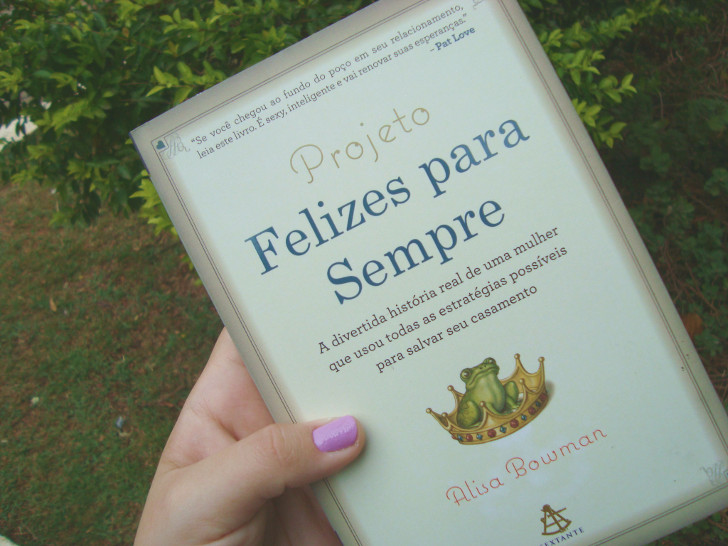 "Se você chegou ao fundo do poço em seu relacionamento,
leia este livro. É sexy, inteligente e vai renovar suas esperanças."
- Pat Love
Projeto
Felizes para
Sempre
A divertida história real de uma mulher
que usou todas as estratégias possíveis
para salvar seu casamento
Alisa Bowman
SEXTANTE